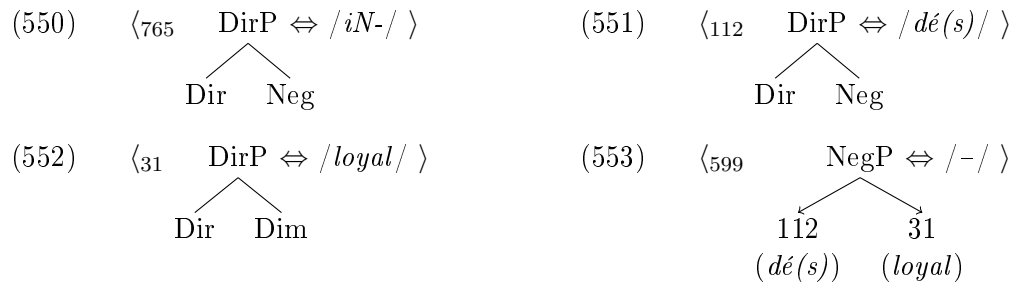 (550) ⟨765 DirP ⇔ /iN-/ ⟩ (551) ⟨112 DirP ⇔ /dé(s)/ ⟩
Dir Neg Dir Neg
(552) ⟨31 DirP ⇔ /loyal/ ⟩ (553) ⟨599 NegP ⇔ /–/ ⟩
Dir Dim 112 31
(dé(s)) (loyal)